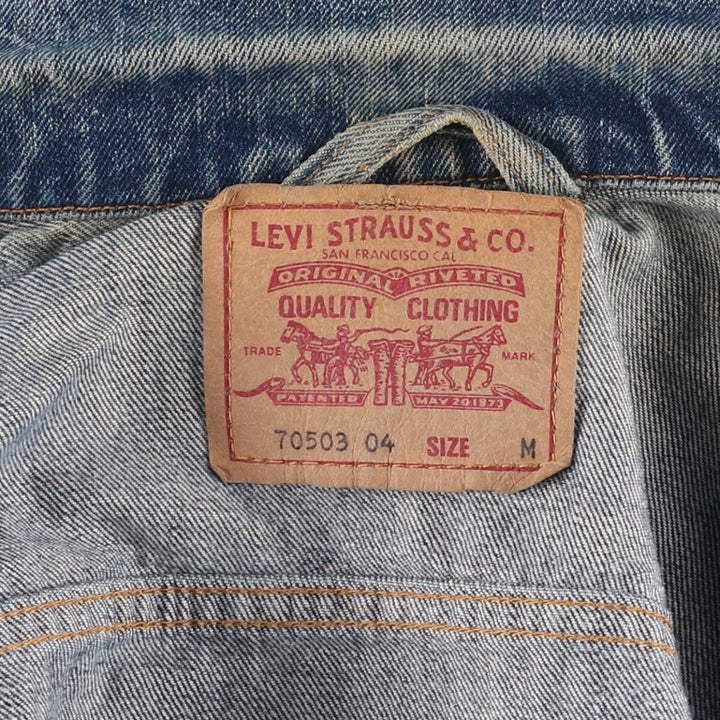 LEVI STRAUSS & CO.
SAN FRANCISCO CAL
ORIGINAL RIVETED
QUALITY CLOTHING
TRADE MARK
PATENTED MAY 20 1873
70503 04 SIZE M